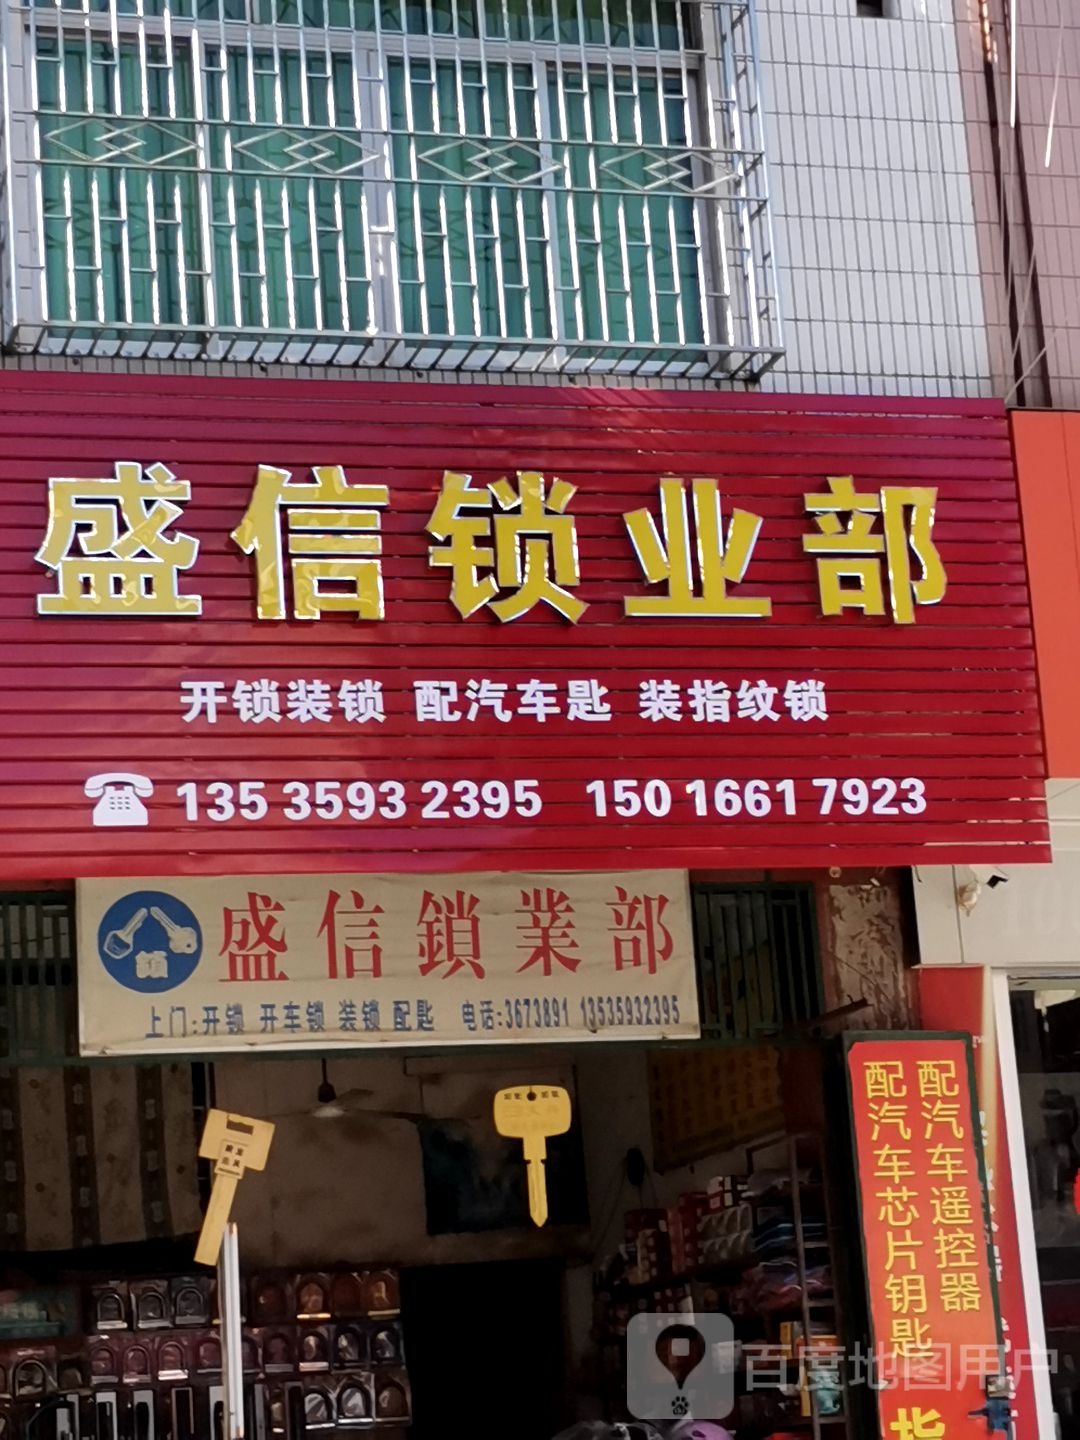 盛信锁业部
开锁装锁 配汽车匙 装指纹锁
135 3593 2395 150 1661 7923
盛信鎖業部
上门:开锁 开车锁 装锁 配匙 电话:3673891 13535932395
配汽车遥控器
配汽车芯片钥匙
指
百度地图用户